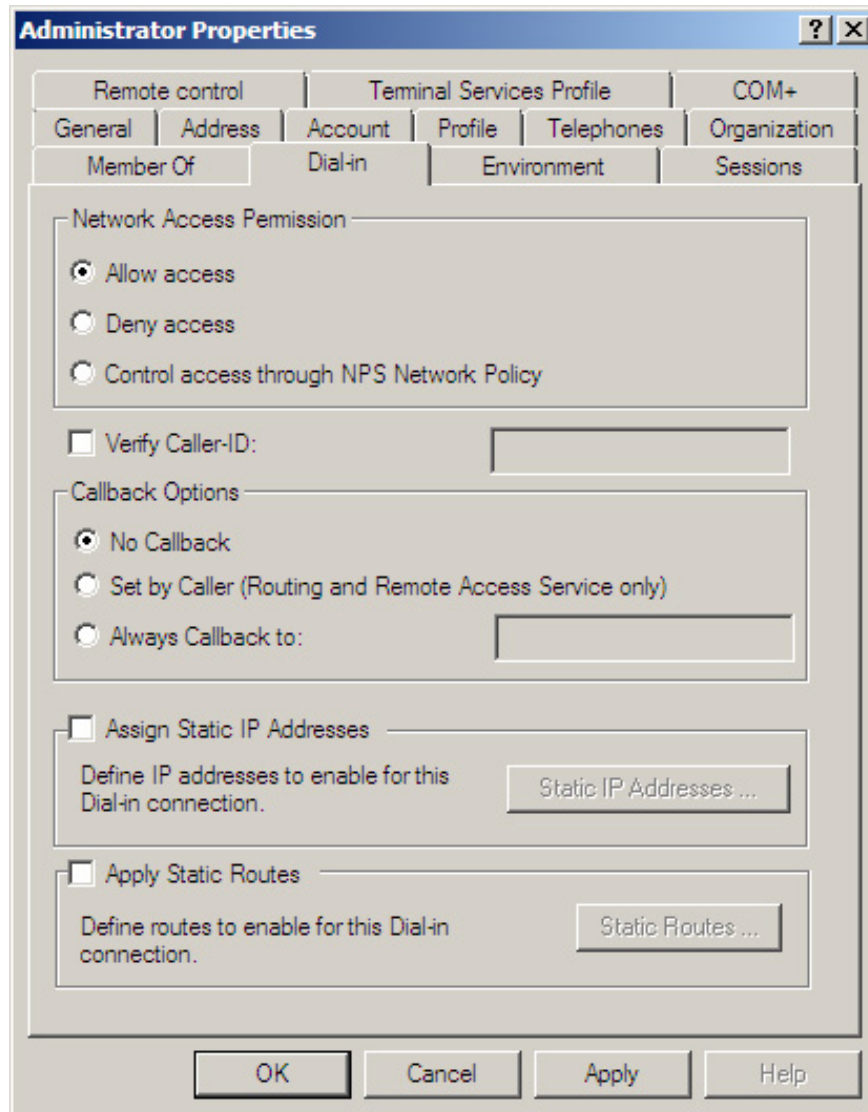 Administrator Properties
Remote control Terminal Services Profile COM+
General Address Account Profile Telephones Organization
Member Of Dial-in Environment Sessions
Network Access Permission
Allow access
Deny access
Control access through NPS Network Policy
Verify Caller-ID:
Callback Options
No Callback
Set by Caller (Routing and Remote Access Service only)
Always Callback to:
Assign Static IP Addresses
Define IP addresses to enable for this
Dial-in connection.
Static IP Addresses ...
Apply Static Routes
Define routes to enable for this Dial-in
connection.
Static Routes ...
OK Cancel Apply Help